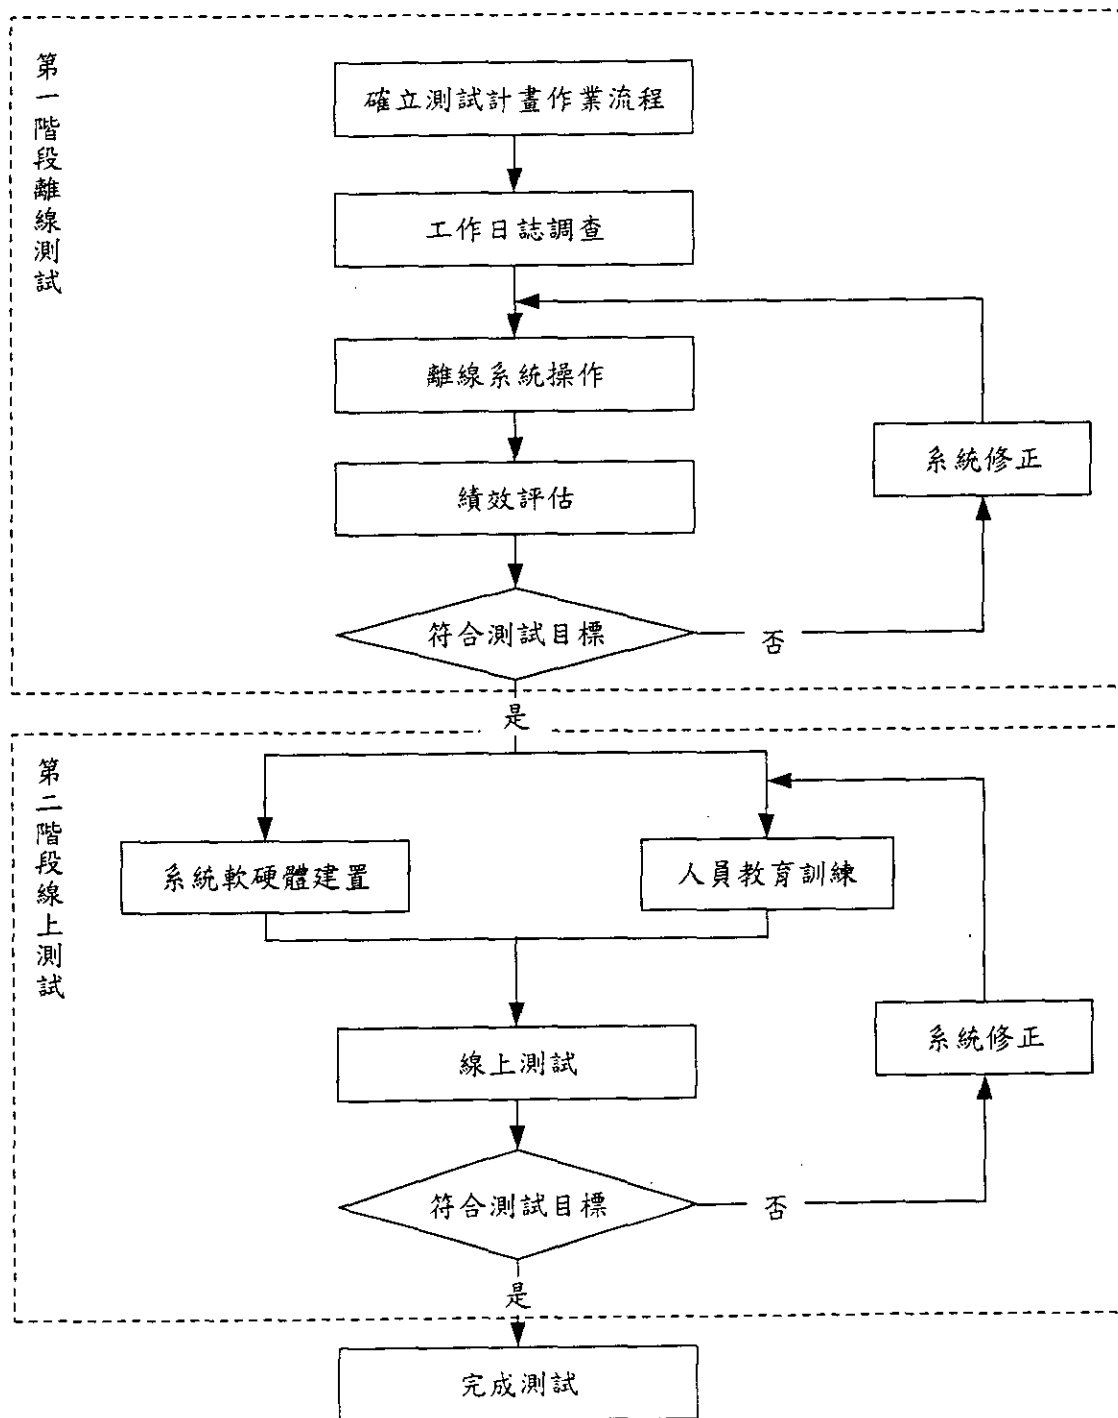 第一階段離線測試
確立測試計畫作業流程
工作日誌調查
離線系統操作
系統修正
績效評估
符合測試目標
否
是
第二階段線上測試
系統軟硬體建置
人員教育訓練
線上測試
系統修正
符合測試目標
否
是
完成測試